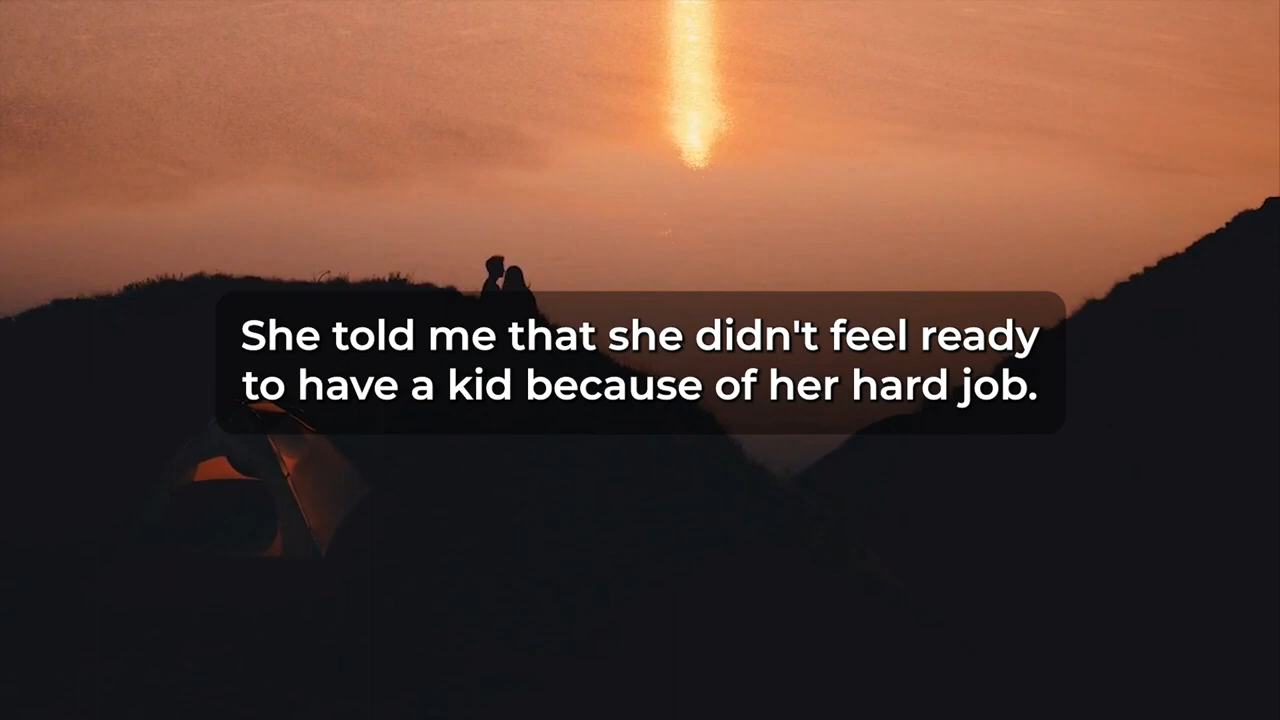 She told me that she didn't feel ready
to have a kid because of her hard job.